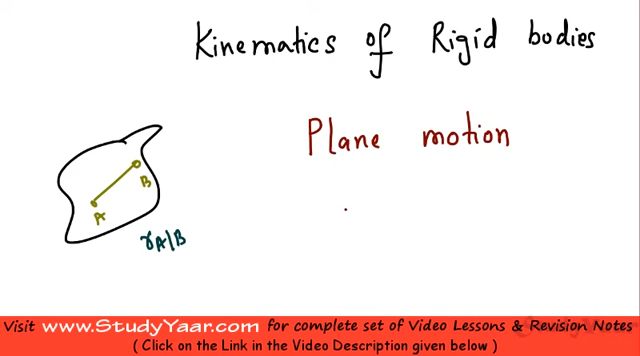 Kinematics of Rigid bodies
Plane motion
B
A
rA/B
Visit www.StudyYaar.com for complete set of Video Lessons & Revision Notes
( Click on the Link in the Video Description given below )